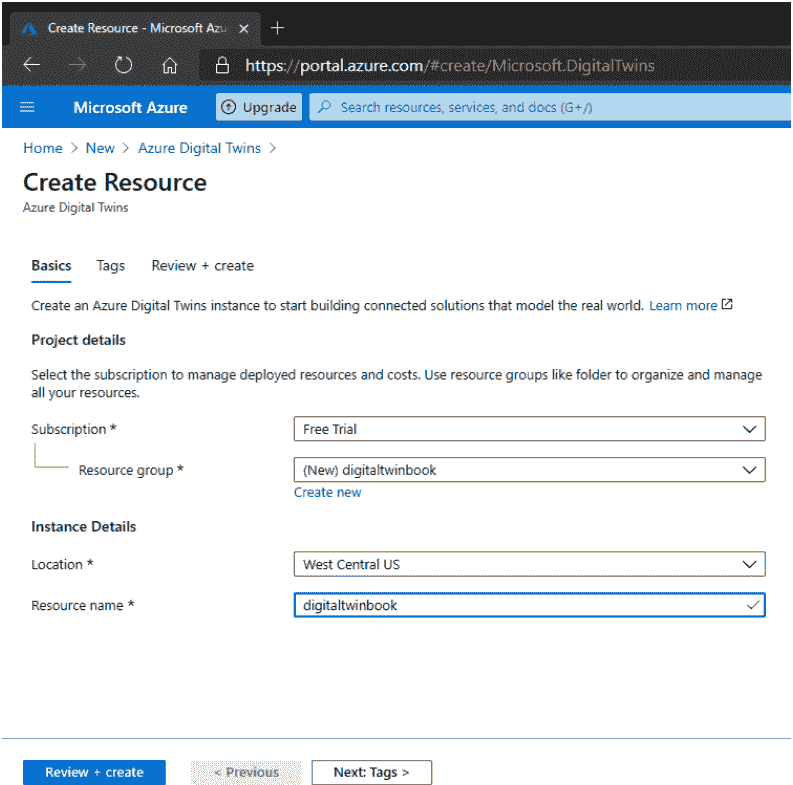 Create Resource - Microsoft Azu
https://portal.azure.com/#create/Microsoft.DigitalTwins
Microsoft Azure Upgrade Search resources, services, and docs (G+/)
Home > New > Azure Digital Twins >
Create Resource
Azure Digital Twins
Basics Tags Review + create
Create an Azure Digital Twins instance to start building connected solutions that model the real world. Learn more
Project details
Select the subscription to manage deployed resources and costs. Use resource groups like folder to organize and manage
all your resources.
Subscription * Free Trial
Resource group * (New) digitaltwinbook
Create new
Instance Details
Location * West Central US
Resource name * digitaltwinbook
Review + create < Previous Next: Tags >